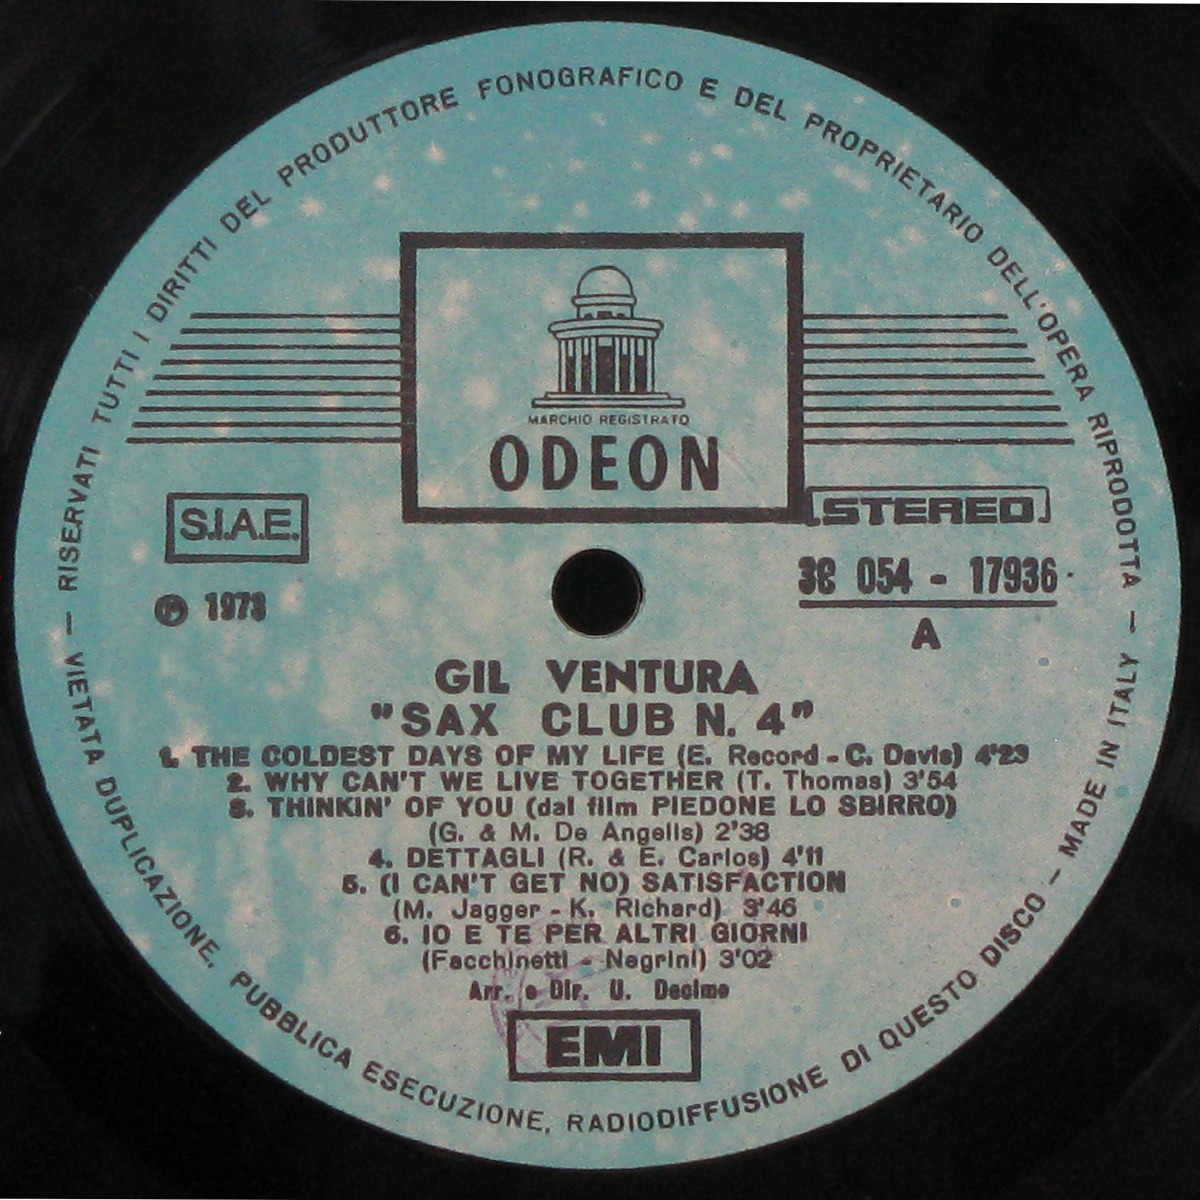 RISERVATI TUTTI I DIRITTI DEL PRODUTTORE FONOGRAFICO E DEL PROPRIETARIO DELL'OPERA RIPRODOTTA — MADE IN ITALY — VIETATA DUPLICAZIONE, PUBBLICA ESECUZIONE, RADIODIFFUSIONE DI QUESTO DISCO —
MARCHIO REGISTRATO
ODEON
S.I.A.E.
STEREO
3C 054 - 17936
Ⓟ 1973
A
GIL VENTURA
"SAX CLUB N. 4"
1. THE COLDEST DAYS OF MY LIFE (E. Record - C. Davis) 4'23
2. WHY CAN'T WE LIVE TOGETHER (T. Thomas) 3'54
3. THINKIN' OF YOU (dal film PIEDONE LO SBIRRO)
(G. & M. De Angelis) 2'38
4. DETTAGLI (R. & E. Carlos) 4'11
5. (I CAN'T GET NO) SATISFACTION
(M. Jagger - K. Richard) 3'46
6. IO E TE PER ALTRI GIORNI
(Facchinetti - Negrini) 3'02
Arr. e Dir. U. Decimo
EMI